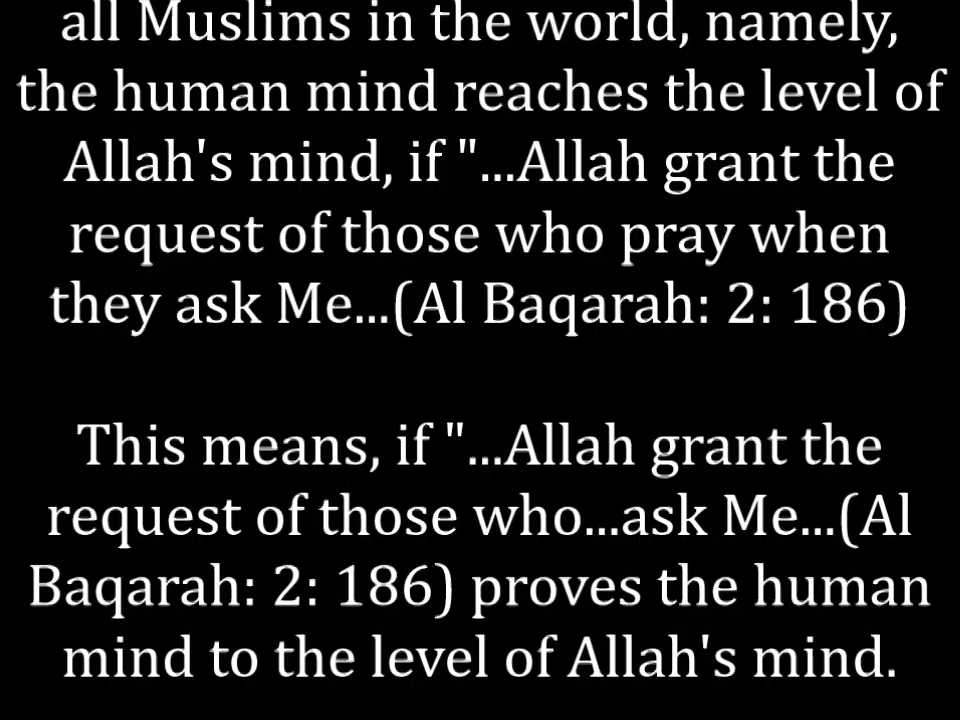 all Muslims in the world, namely,
the human mind reaches the level of
Allah's mind, if "...Allah grant the
request of those who pray when
they ask Me...(Al Baqarah: 2: 186)
This means, if "...Allah grant the
request of those who...ask Me...(Al
Baqarah: 2: 186) proves the human
mind to the level of Allah's mind.